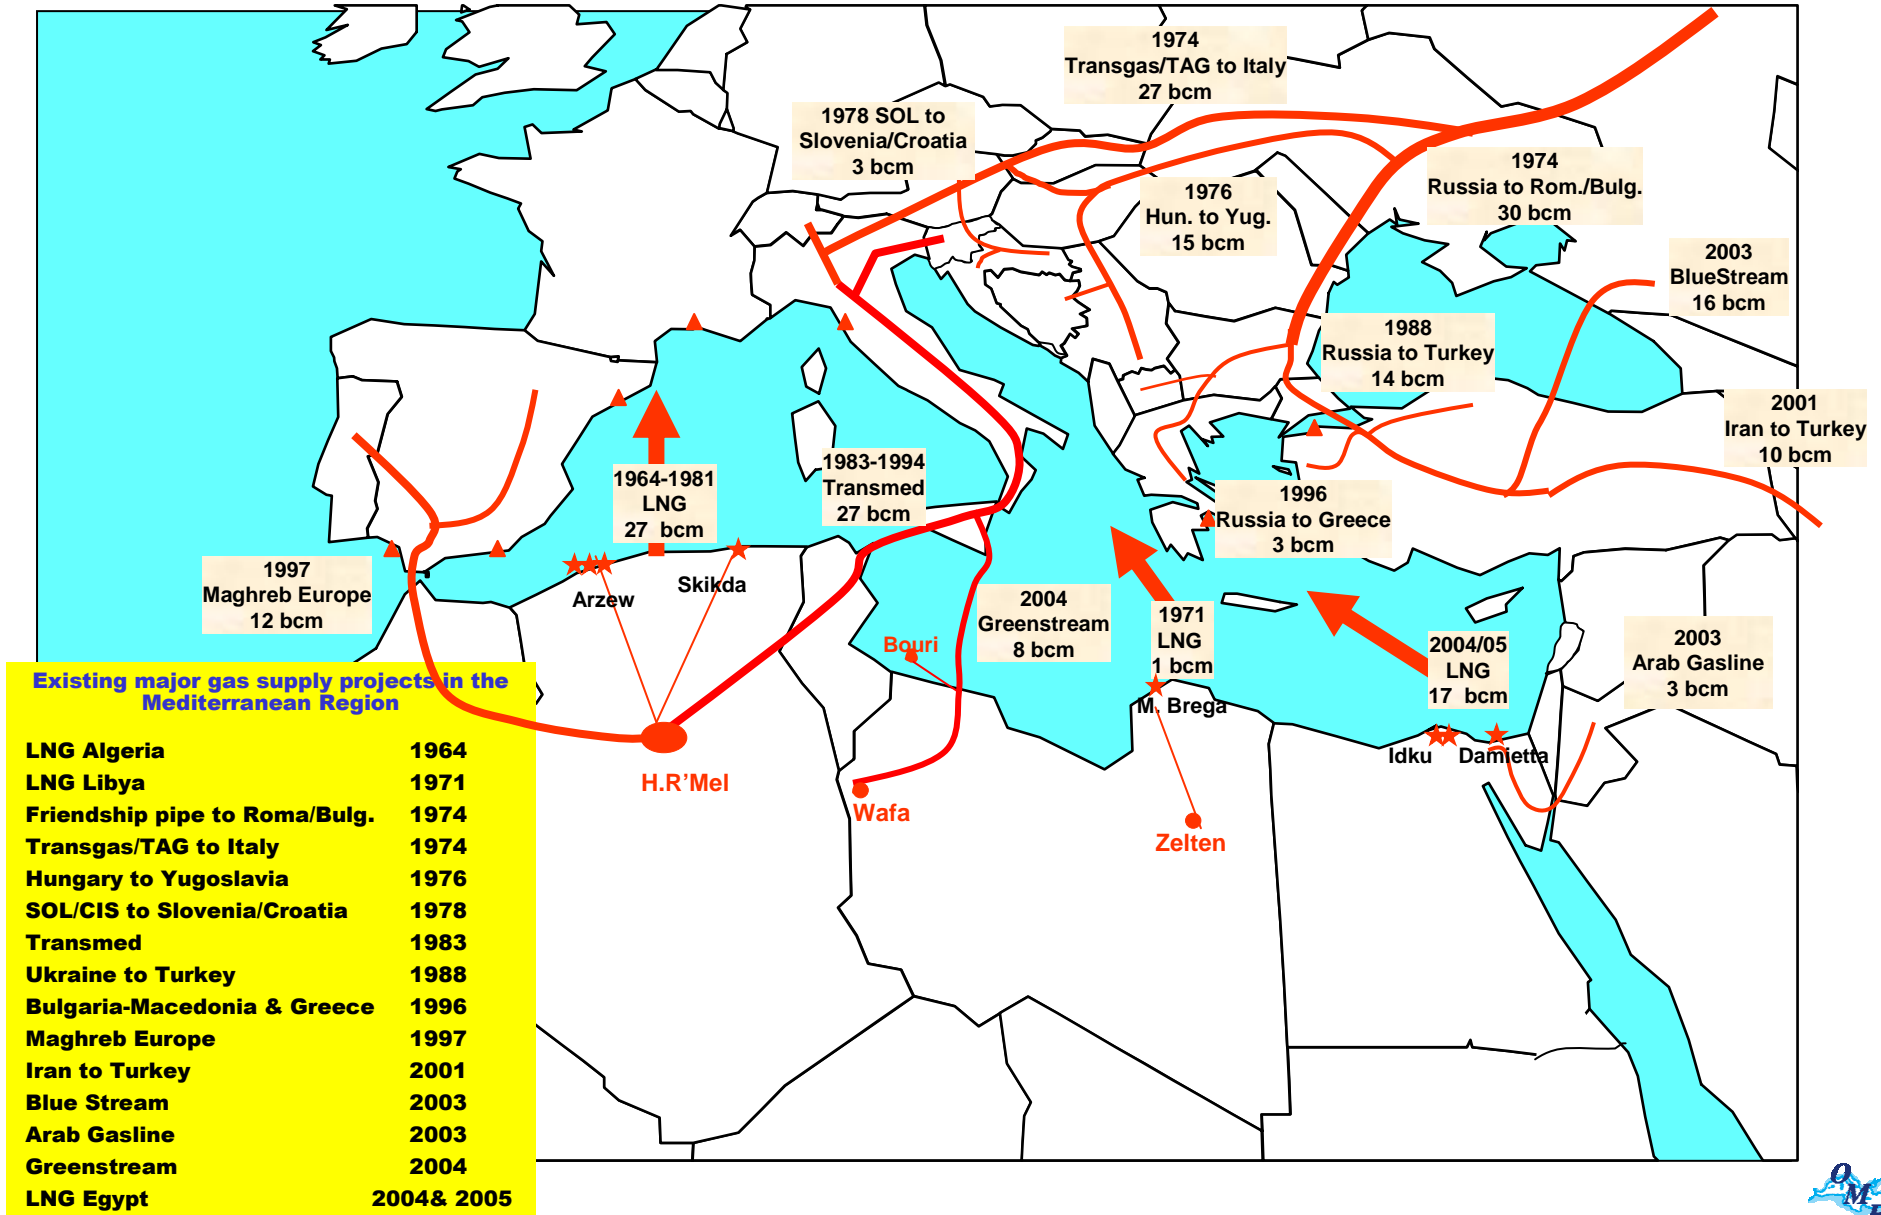 1974
Transgas/TAG to Italy
27 bcm
1978 SOL to
Slovenia/Croatia
3 bcm
1974
Russia to Rom./Bulg.
30 bcm
1976
Hun. to Yug.
15 bcm
2003
BlueStream
16 bcm
1988
Russia to Turkey
14 bcm
2001
Iran to Turkey
10 bcm
1983-1994
Transmed
27 bcm
1964-1981
LNG
27 bcm
1996
Russia to Greece
3 bcm
1997
Maghreb Europe
12 bcm
Arzew
Skikda
2004
Greenstream
8 bcm
1971
LNG
1 bcm
2004/05
LNG
17 bcm
2003
Arab Gasline
3 bcm
Bouri
M. Brega
Idku
Damietta
H.R’Mel
Wafa
Zelten
Existing major gas supply projects in the
Mediterranean Region
LNG Algeria 1964
LNG Libya 1971
Friendship pipe to Roma/Bulg. 1974
Transgas/TAG to Italy 1974
Hungary to Yugoslavia 1976
SOL/CIS to Slovenia/Croatia 1978
Transmed 1983
Ukraine to Turkey 1988
Bulgaria-Macedonia & Greece 1996
Maghreb Europe 1997
Iran to Turkey 2001
Blue Stream 2003
Arab Gasline 2003
Greenstream 2004
LNG Egypt 2004& 2005